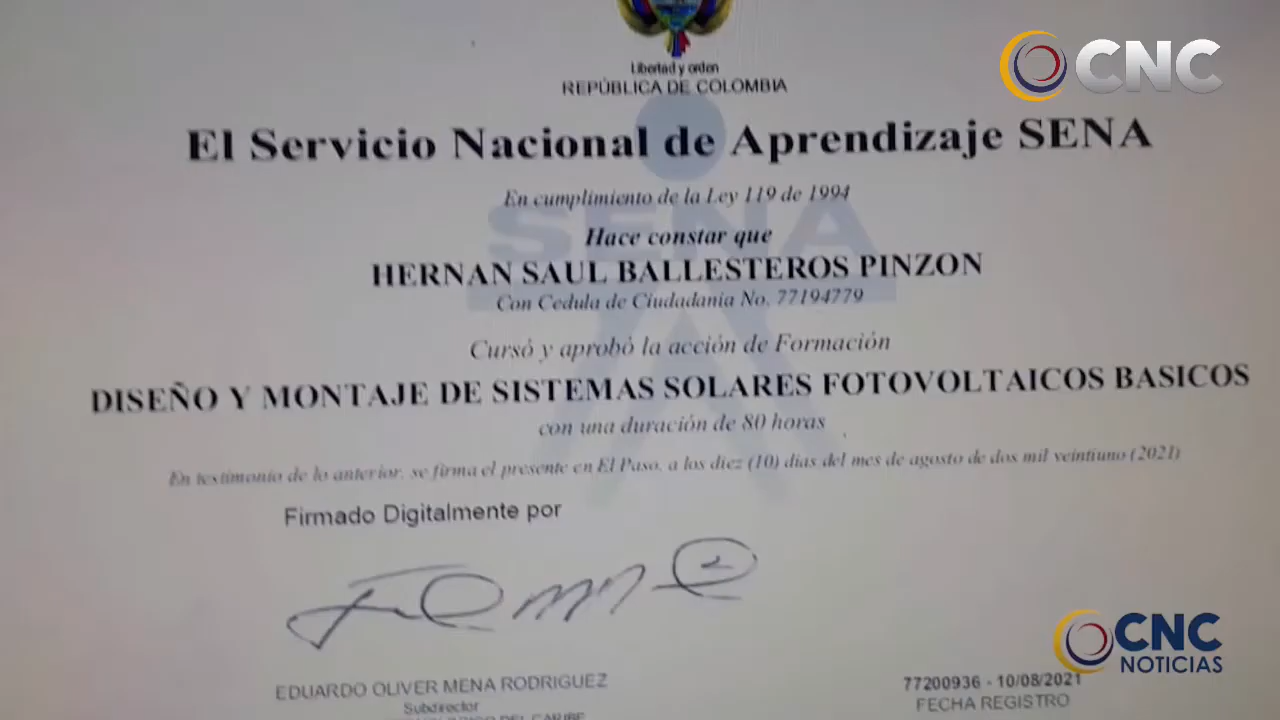 CNC
Libertad y orden
REPÚBLICA DE COLOMBIA
El Servicio Nacional de Aprendizaje SENA
En cumplimiento de la Ley 119 de 1994
SENA
Hace constar que
HERNAN SAUL BALLESTEROS PINZON
Con Cedula de Ciudadania No. 77194779
Cursó y aprobó la acción de Formación
DISEÑO Y MONTAJE DE SISTEMAS SOLARES FOTOVOLTAICOS BASICOS
con una duración de 80 horas
En testimonio de lo anterior, se firma el presente en El Paso, a los diez (10) días del mes de agosto de dos mil veintiuno (2021)
Firmado Digitalmente por
EDUARDO OLIVER MENA RODRIGUEZ
Subdirector
DEL CARIBE
77200936 - 10/08/2021
FECHA REGISTRO
CNC
NOTICIAS